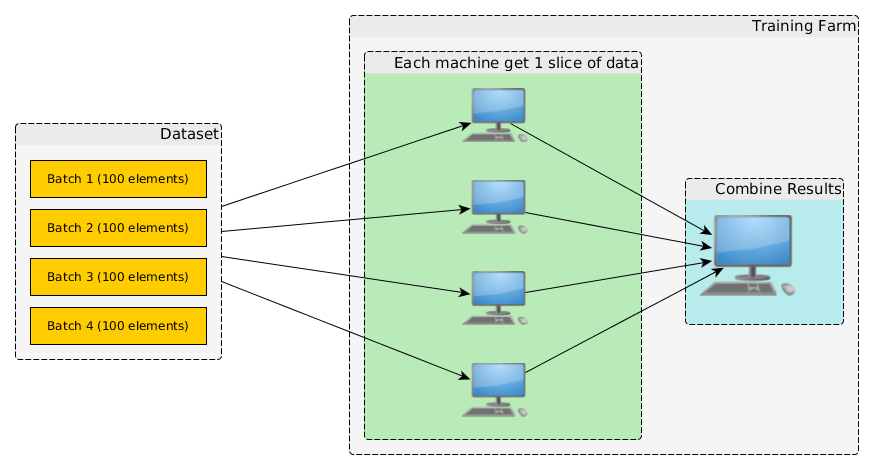 Training Farm
Each machine get 1 slice of data
Dataset
Batch 1 (100 elements)
Batch 2 (100 elements)
Batch 3 (100 elements)
Batch 4 (100 elements)
Combine Results